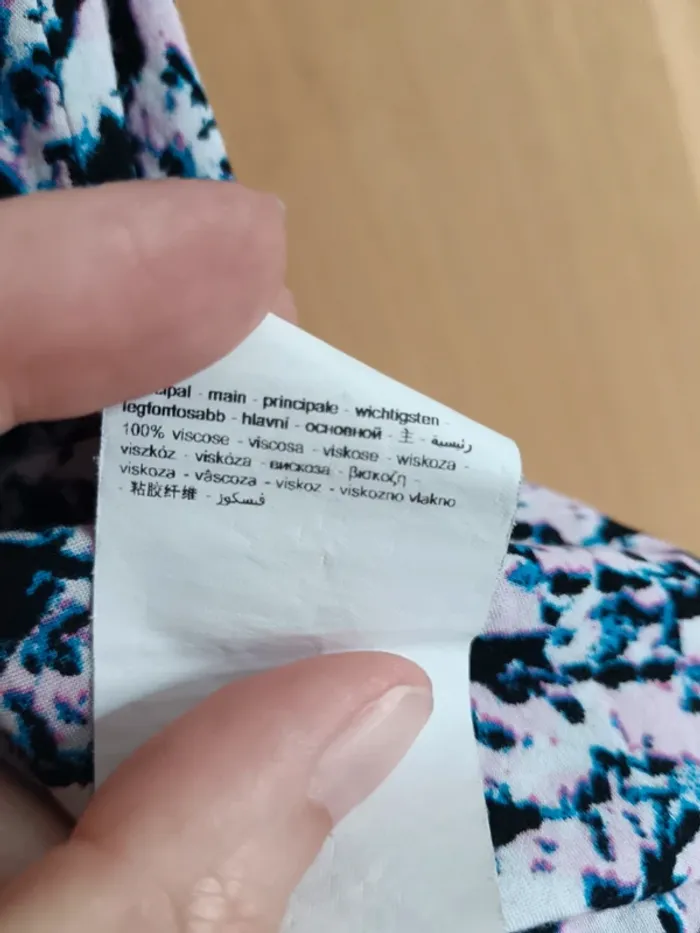 main - principale - wichtigsten -
legfontosabb - hlavní - основной - 主 - رئيسية
100% viscose - viscosa - viskose - wiskoza -
viszkóz - viskóza - вискоза - βισκοζη -
viskoza - vâscoza - viskoz - viskozno vlakno
- 粘胶纤维 - فيسكوز